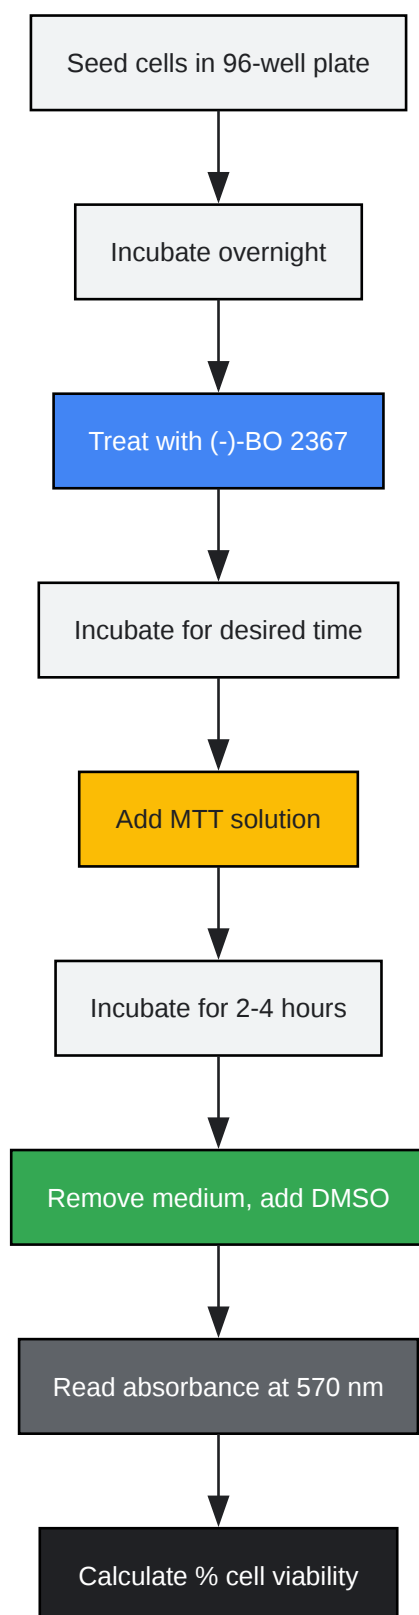 Seed cells in 96-well plate
Incubate overnight
Treat with (-)-BO 2367
Incubate for desired time
Add MTT solution
Incubate for 2-4 hours
Remove medium, add DMSO
Read absorbance at 570 nm
Calculate % cell viability